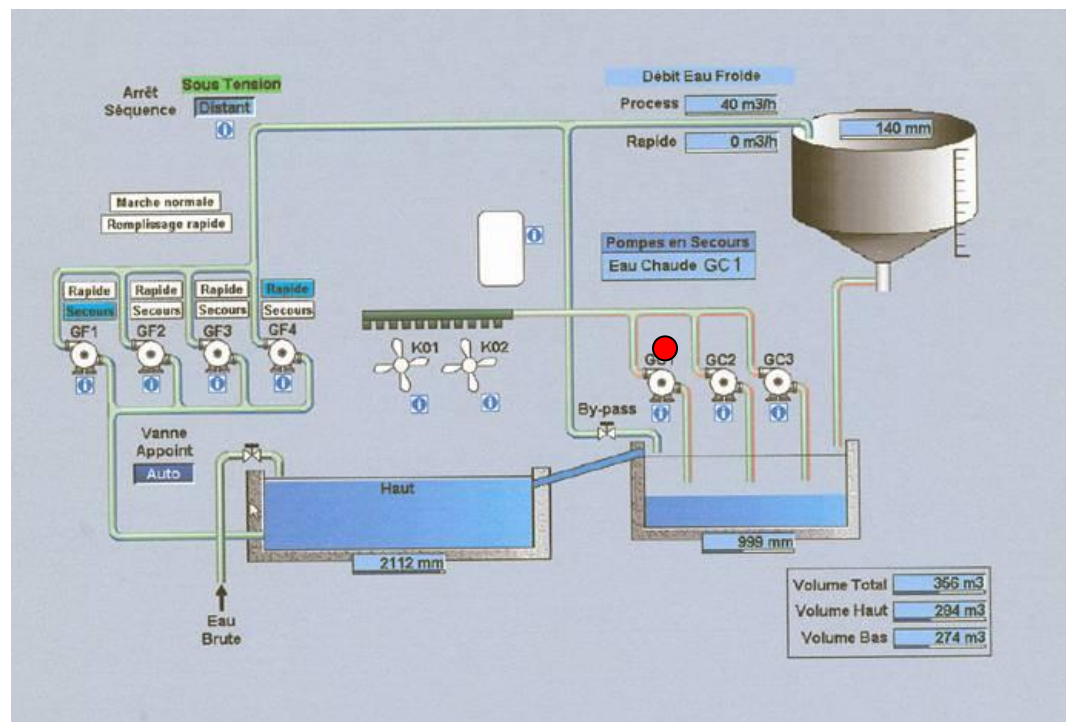 Sous Tension
Arrêt
Séquence
Distant
Débit Eau Froide
Process 40 m3/h
Rapide 0 m3/h
140 mm
Marche normale
Remplissage rapide
Pompes en Secours
Eau Chaude GC 1
Rapide Rapide Rapide Rapide
Secours Secours Secours Secours
GF1 GF2 GF3 GF4
K01 K02
GC2 GC3
By-pass
Vanne
Appoint
Auto
Haut
2112 mm
999 mm
Eau
Brute
Volume Total 356 m3
Volume Haut 284 m3
Volume Bas 274 m3